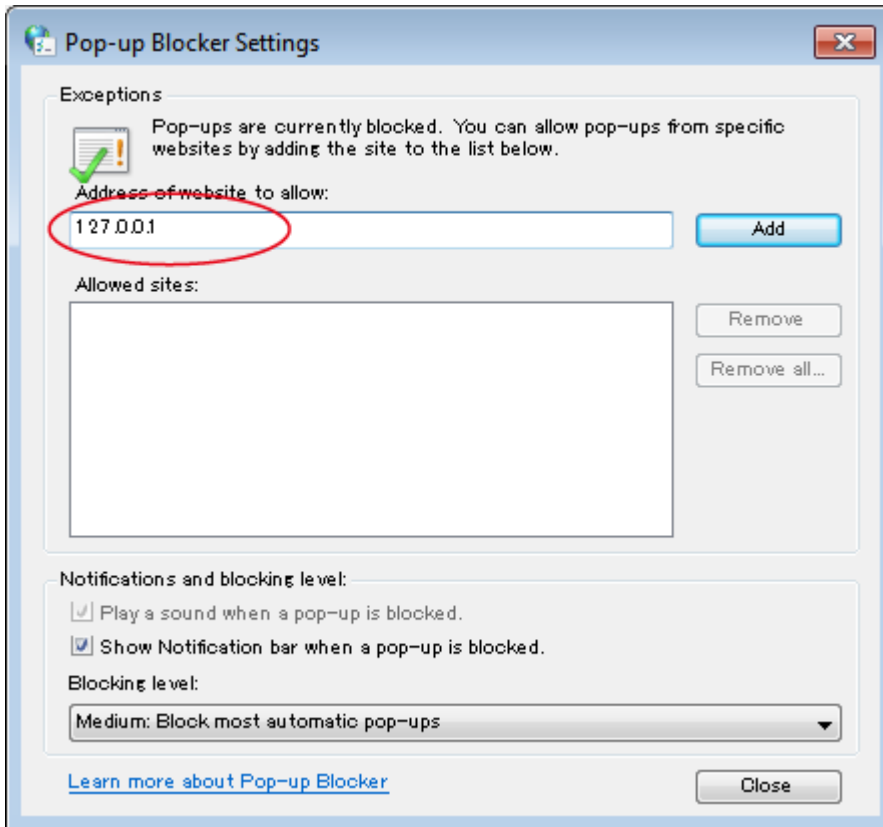 Pop-up Blocker Settings
Exceptions
Pop-ups are currently blocked. You can allow pop-ups from specific
websites by adding the site to the list below.
Address of website to allow:
127.0.0.1
Add
Allowed sites:
Remove
Remove all...
Notifications and blocking level:
Play a sound when a pop-up is blocked.
Show Notification bar when a pop-up is blocked.
Blocking level:
Medium: Block most automatic pop-ups
Learn more about Pop-up Blocker
Close